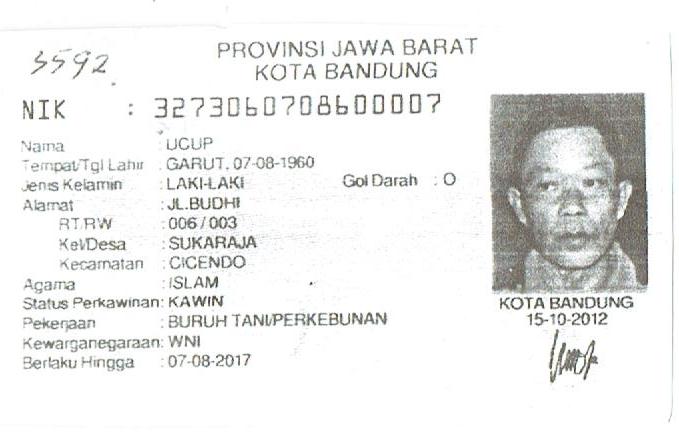 3592
PROVINSI JAWA BARAT
KOTA BANDUNG
NIK : 3273060708600007
Nama : UCUP
Tempat/Tgl Lahir : GARUT, 07-08-1960
Jenis Kelamin : LAKI-LAKI Gol Darah : O
Alamat : JL.BUDHI
RT/RW : 006 / 003
Kel/Desa : SUKARAJA
Kecamatan : CICENDO
Agama : ISLAM
Status Perkawinan: KAWIN
Pekerjaan : BURUH TANI/PERKEBUNAN
Kewarganegaraan: WNI
Berlaku Hingga : 07-08-2017
KOTA BANDUNG
15-10-2012